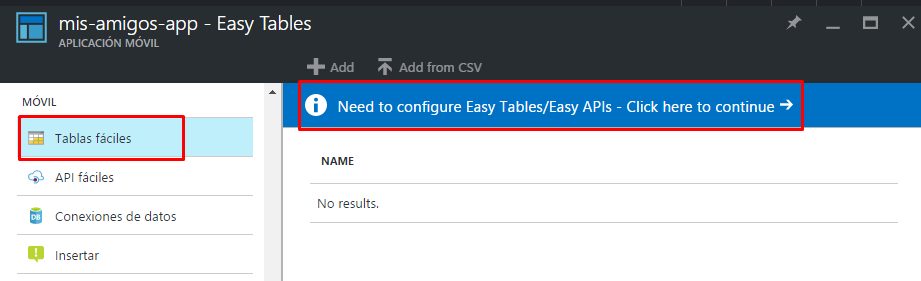 mis-amigos-app - Easy Tables
APLICACIÓN MÓVIL
Add
Add from CSV
MÓVIL
Tablas fáciles
API fáciles
DB
Conexiones de datos
Insertar
Need to configure Easy Tables/Easy APIs - Click here to continue
NAME
No results.